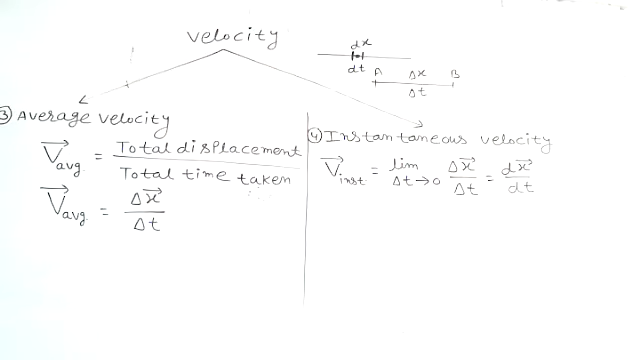 velocity
dx
dt
A Δx B
Δt
③ Average velocity
V⃗avg. = Total displacement / Total time taken
V⃗avg. = Δx⃗ / Δt
④ Instantaneous velocity
V⃗inst. = lim Δt→0 Δx⃗ / Δt = dx⃗ / dt